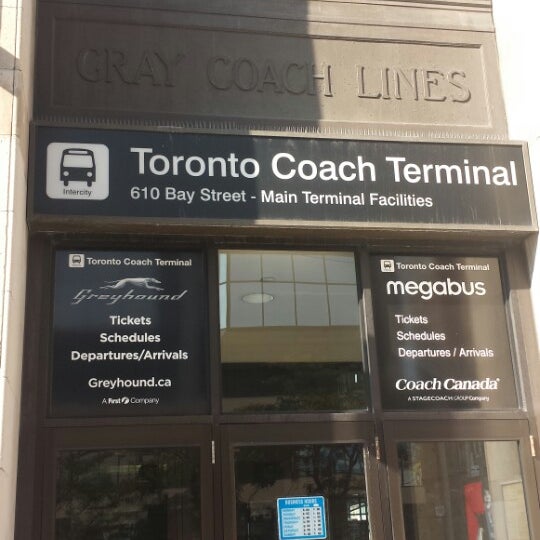 GRAY COACH LINES
Toronto Coach Terminal
610 Bay Street - Main Terminal Facilities
Intercity
Toronto Coach Terminal
Greyhound
Tickets
Schedules
Departures/Arrivals
Greyhound.ca
A First Company
Toronto Coach Terminal
megabus
Tickets
Schedules
Departures / Arrivals
Coach Canada
A STAGECOACH GROUP Company
BUSINESS HOURS